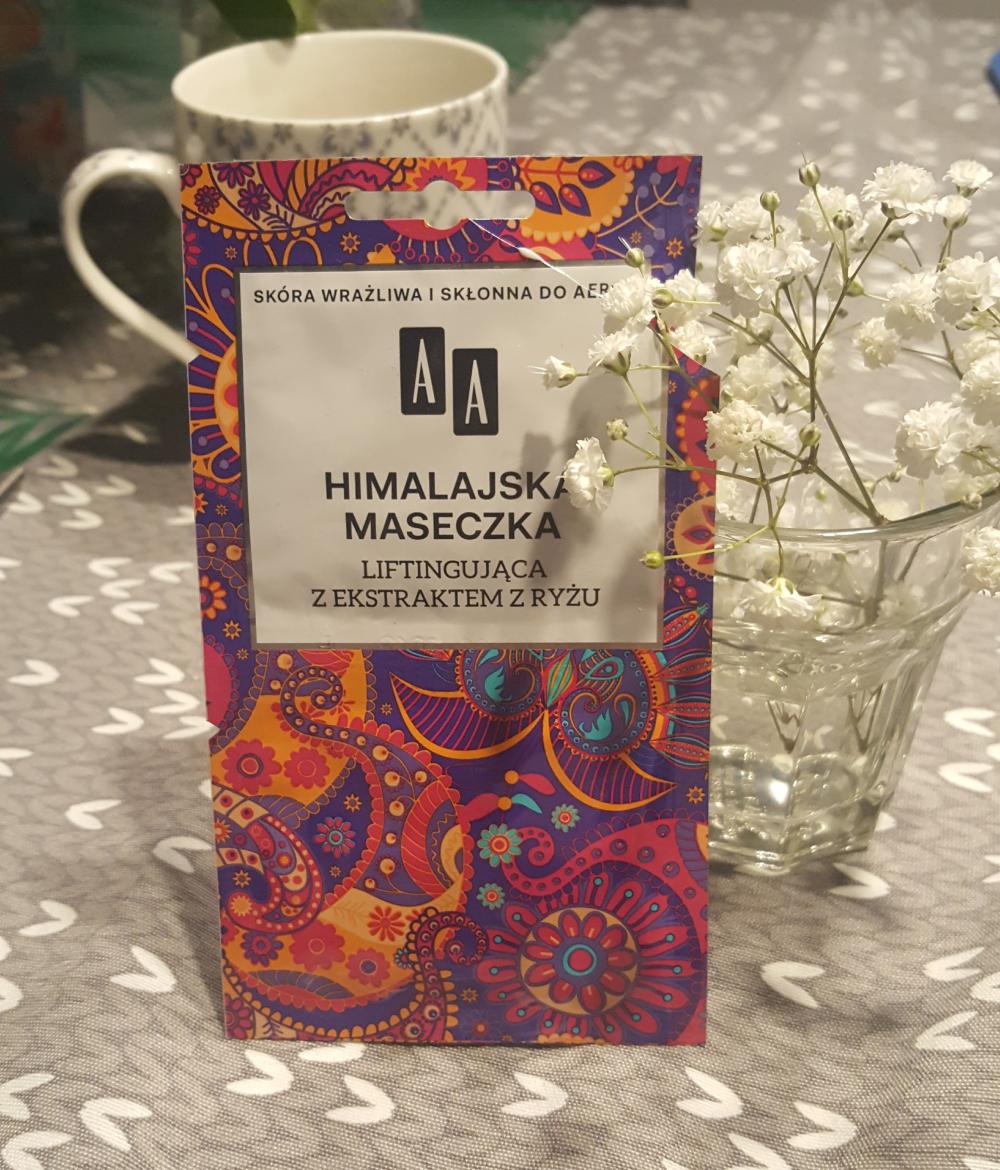 SKÓRA WRAŻLIWA I SKŁONNA DO
AA
HIMALAJSKA
MASECZKA
LIFTINGUJĄCA
Z EKSTRAKTEM Z RYŻU